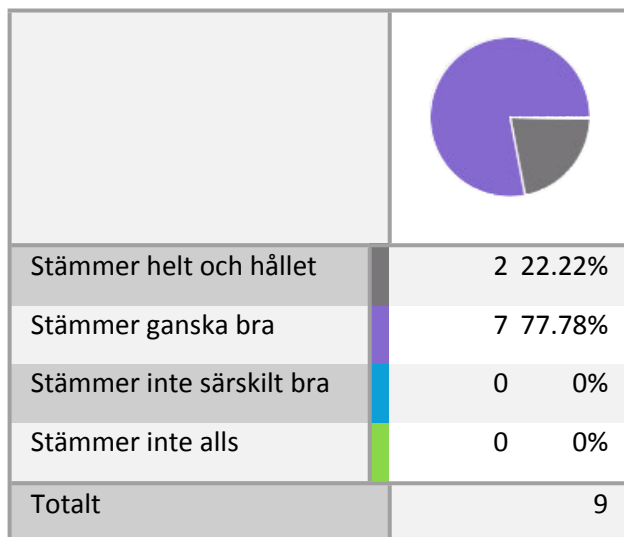 Stämmer helt och hållet 2 22.22%
Stämmer ganska bra 7 77.78%
Stämmer inte särskilt bra 0 0%
Stämmer inte alls 0 0%
Totalt 9